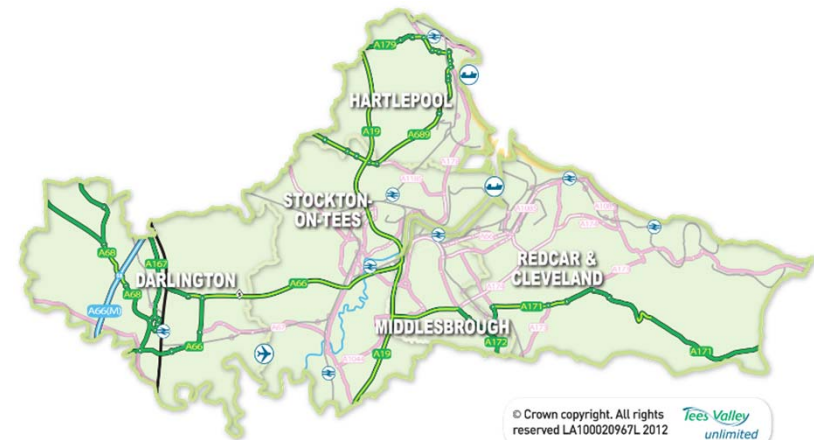 A179
HARTLEPOOL
A19
A689
STOCKTON-
ON-TEES
A68
A167
DARLINGTON
A66
REDCAR &
CLEVELAND
A68
A66(M)
A171
MIDDLESBROUGH
A66
A19
A172
A171
© Crown copyright. All rights
reserved LA100020967L 2012
Tees Valley
unlimited